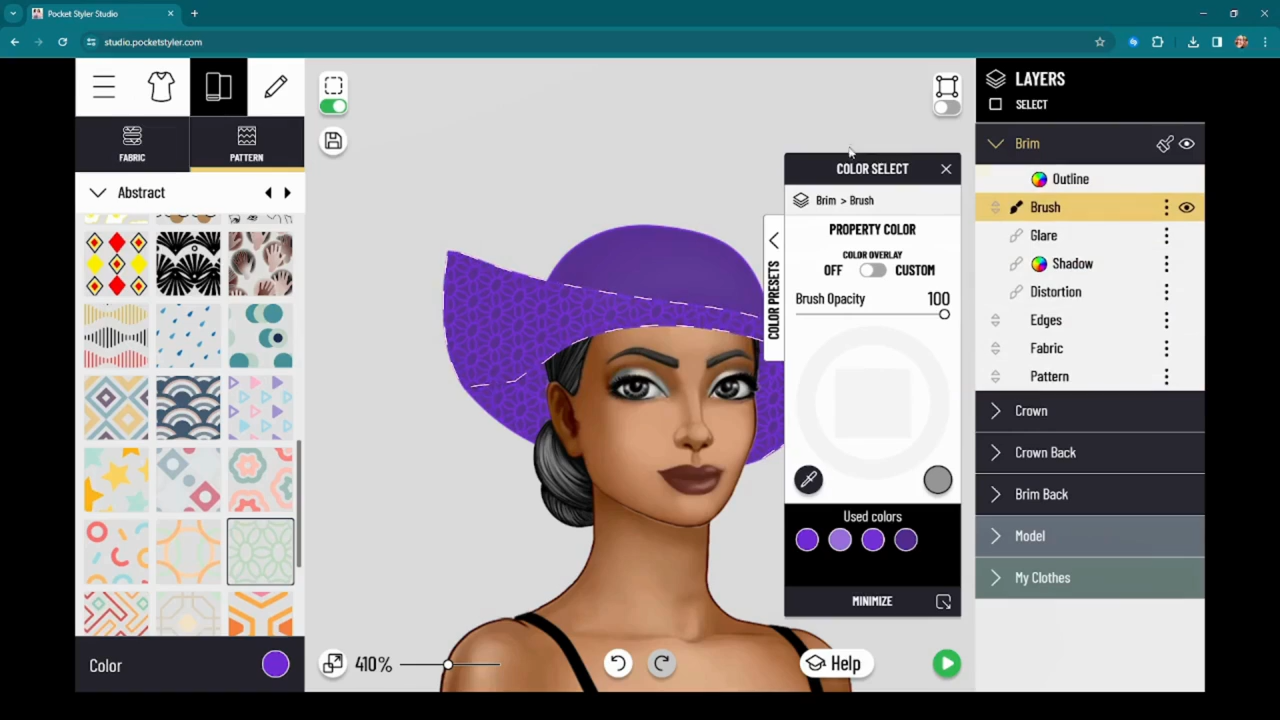 Pocket Styler Studio
studio.pocketstyler.com
FABRIC
PATTERN
Abstract
Color
410%
Help
COLOR SELECT
Brim > Brush
PROPERTY COLOR
COLOR OVERLAY
OFF
CUSTOM
Brush Opacity
100
COLOR PRESETS
Used colors
MINIMIZE
LAYERS
SELECT
Brim
Outline
Brush
Glare
Shadow
Distortion
Edges
Fabric
Pattern
Crown
Crown Back
Brim Back
Model
My Clothes